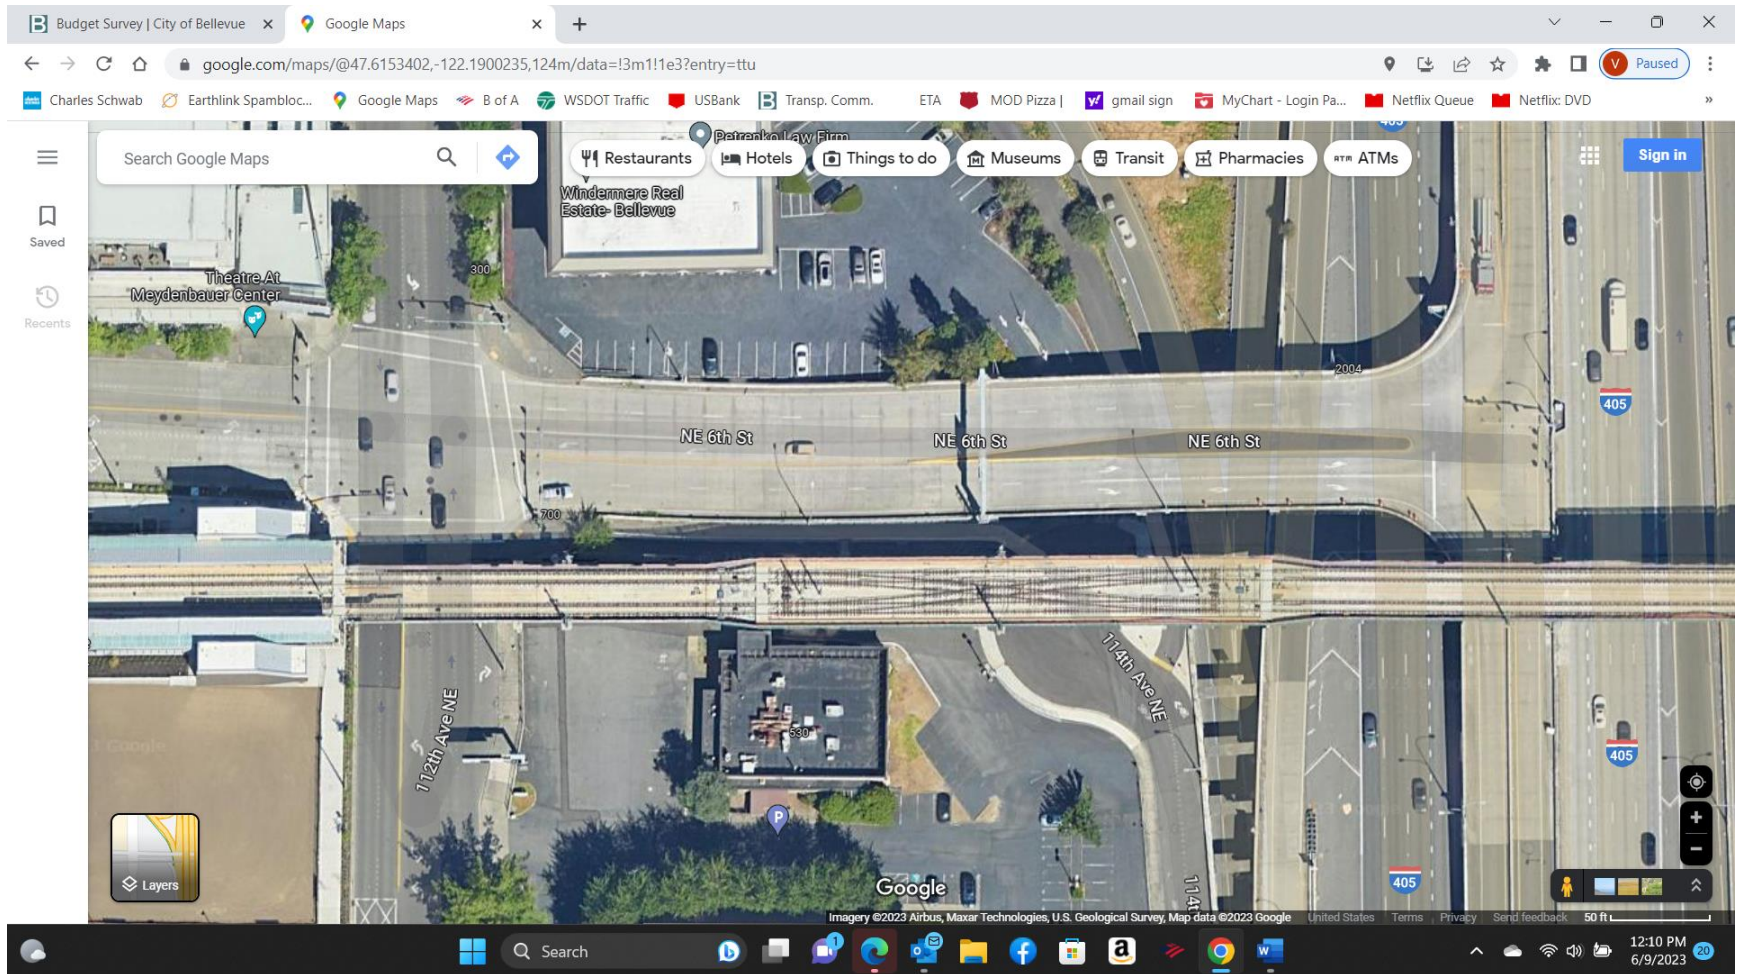 Budget Survey | City of Bellevue
Google Maps
google.com/maps/@47.6153402,-122.1900235,124m/data=!3m1!1e3?entry=ttu
V Paused
Charles Schwab
Earthlink Spambloc...
Google Maps
B of A
WSDOT Traffic
USBank
Transp. Comm.
ETA
MOD Pizza |
gmail sign
MyChart - Login Pa...
Netflix Queue
Netflix: DVD
»
Search Google Maps
Petrenko Law Firm
Restaurants
Hotels
Things to do
Museums
Transit
Pharmacies
ATM ATMs
Sign in
405
Saved
Recents
Windermere Real
Estate- Bellevue
300
Theatre At
Meydenbauer Center
2004
405
NE 6th St
NE 6th St
NE 6th St
700
114th Ave NE
112th Ave NE
530
405
P
Layers
Google
114t
405
Imagery ©2023 Airbus, Maxar Technologies, U.S. Geological Survey, Map data ©2023 Google
United States
Terms
Privacy
Send feedback
50 ft
Search
1
12:10 PM
6/9/2023
20